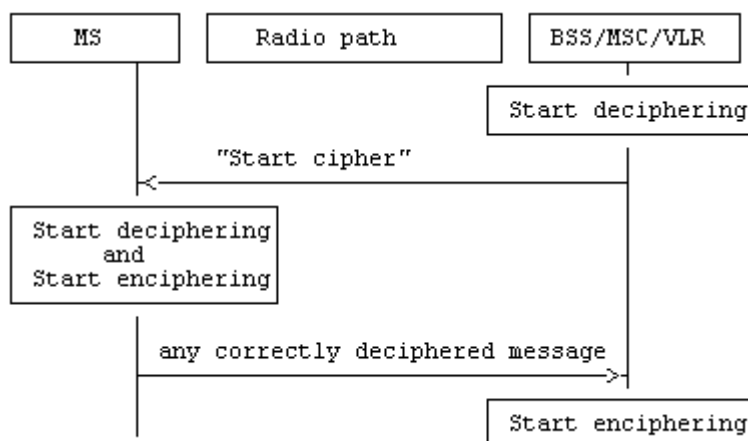 MS
Radio path
BSS/MSC/VLR
Start deciphering
"Start cipher"
Start deciphering
and
Start enciphering
any correctly deciphered message
Start enciphering